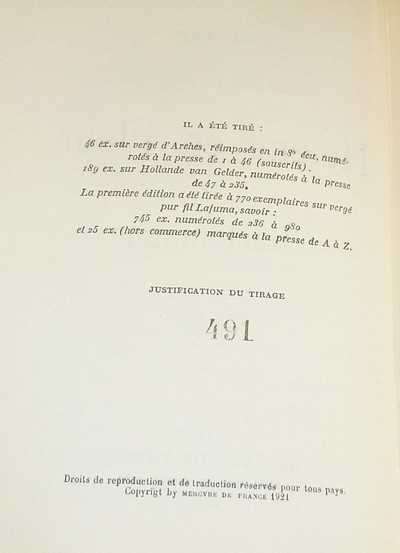 IL A ÉTÉ TIRÉ :
46 ex. sur vergé d'Arches, réimposés en in 8º écu, numé-
rotés à la presse de 1 à 46 (souscrits).
189 ex. sur Hollande van Gelder, numérotés à la presse
de 47 à 235.
La première édition a été tirée à 770 exemplaires sur vergé
pur fil Lafuma, savoir :
745 ex. numérotés de 236 à 980
et 25 ex. (hors commerce) marqués à la presse de A à Z.
JUSTIFICATION DU TIRAGE
491
Droits de reproduction et de traduction réservés pour tous pays.
Copyrigt by MERCVRE DE FRANCE 1921